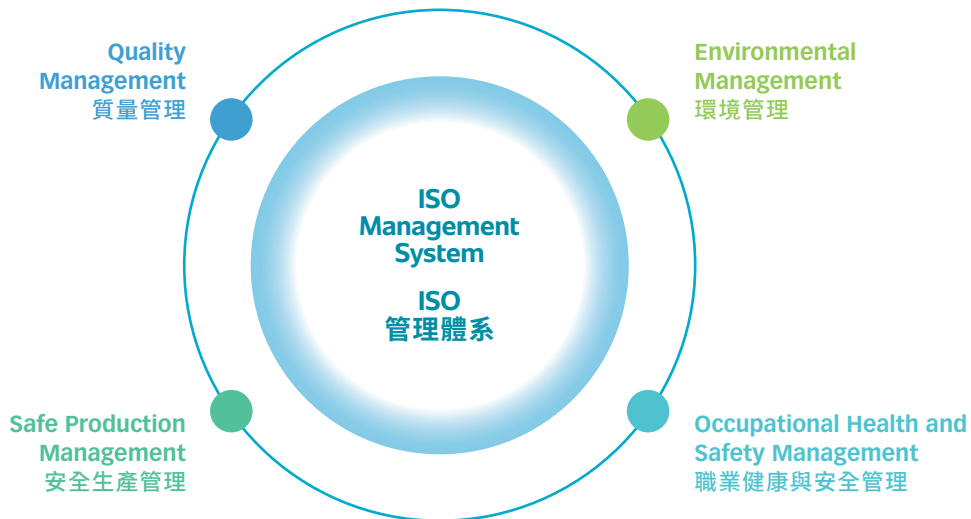 Quality
Management
質量管理
Environmental
Management
環境管理
ISO
Management
System
ISO
管理體系
Safe Production
Management
安全生產管理
Occupational Health and
Safety Management
職業健康與安全管理